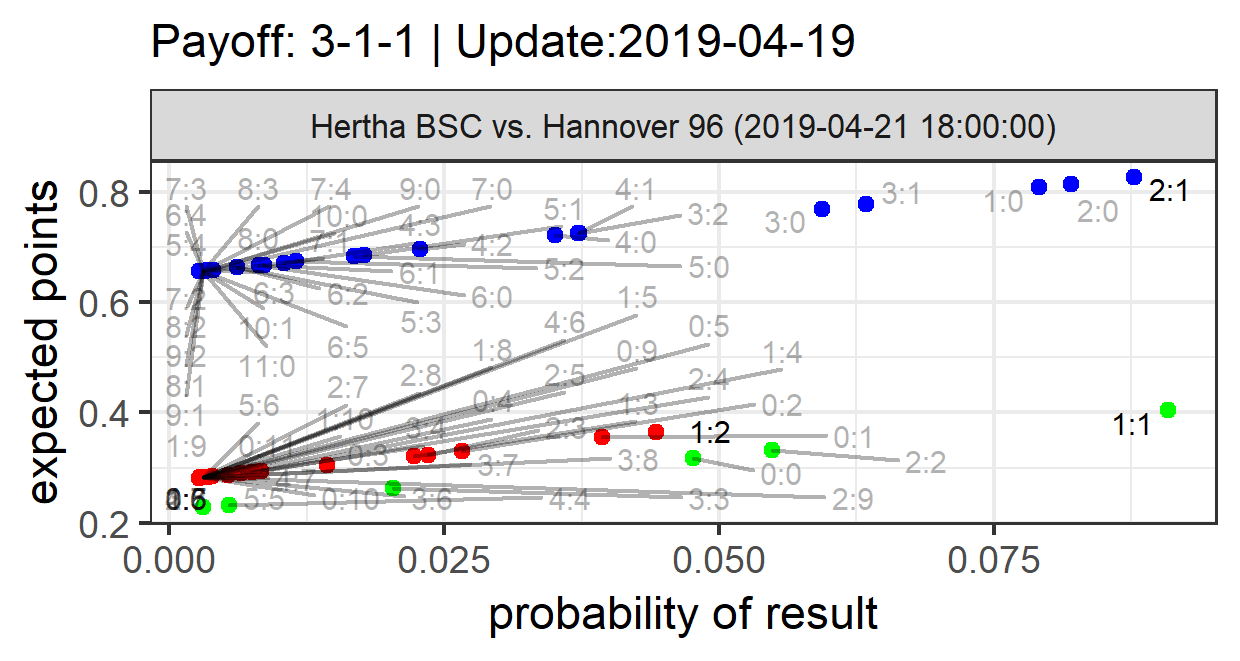 Payoff: 3-1-1 | Update:2019-04-19
Hertha BSC vs. Hannover 96 (2019-04-21 18:00:00)
expected points
0.8
0.6
0.4
0.2
7:3 8:3 7:4 9:0 7:0 4:1 3:1 2:1
6:4 10:0 4:3 5:1 3:2 3:0 1:0 2:0
5:4 8:0 7:1 4:2 4:0
6:1 5:2 5:0
7:2 6:3 6:2 6:0 1:5
8:2 10:1 5:3 4:6 0:5
9:2 11:0 6:5 1:8 0:9 1:4
8:1 2:7 2:8 2:5 2:4
9:1 5:6 1:10 0:4 1:3 0:2
3:4 2:3 1:2 0:1 1:1
1:9 0:11 0:3 3:7 3:8 2:2
4:7 0:0
5:5 0:10 3:6 4:4 3:3 2:9
0.000 0.025 0.050 0.075
probability of result